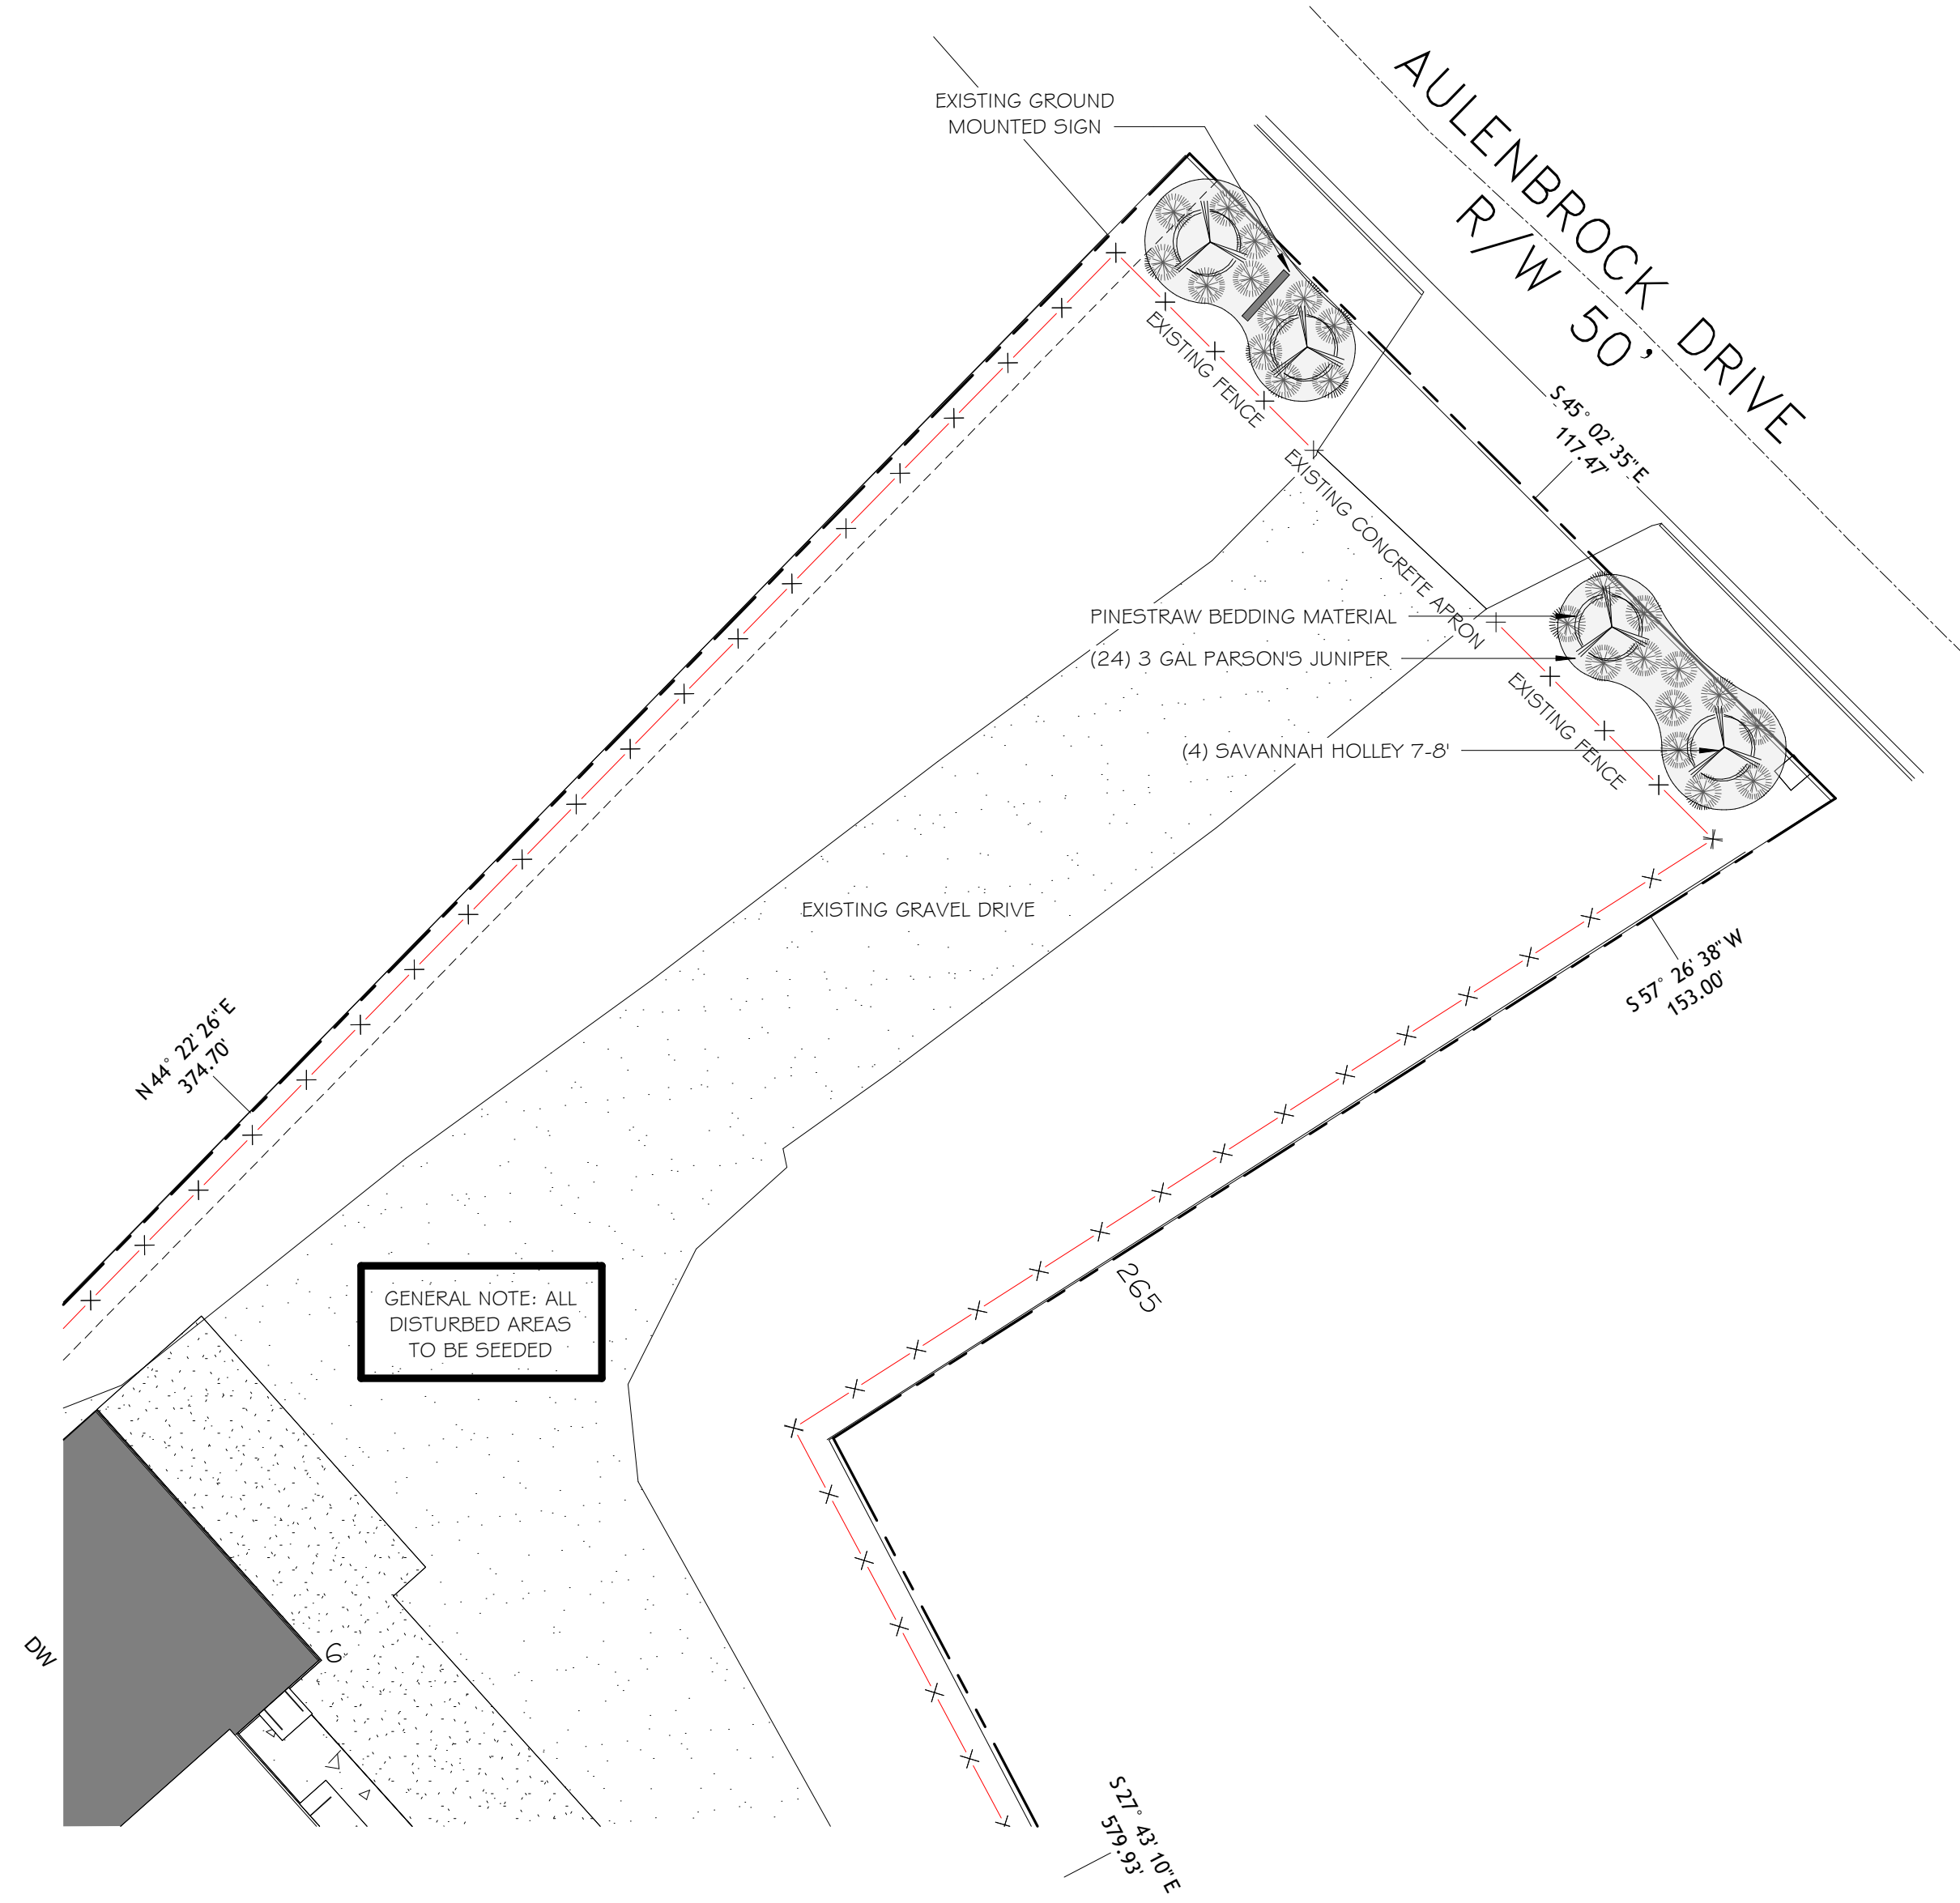 AULENBROCK DRIVE
R/W 50'
EXISTING GROUND
MOUNTED SIGN
EXISTING FENCE
S 45° 02' 35" E
117.47'
EXISTING CONCRETE APRON
PINESTRAW BEDDING MATERIAL
(24) 3 GAL PARSON'S JUNIPER
EXISTING FENCE
(4) SAVANNAH HOLLEY 7-8'
EXISTING GRAVEL DRIVE
S 57° 26' 38" W
153.00'
N 44° 22' 26" E
374.70'
265
GENERAL NOTE: ALL
DISTURBED AREAS
TO BE SEEDED
6
DW
S 27° 43' 10" E
579.93'